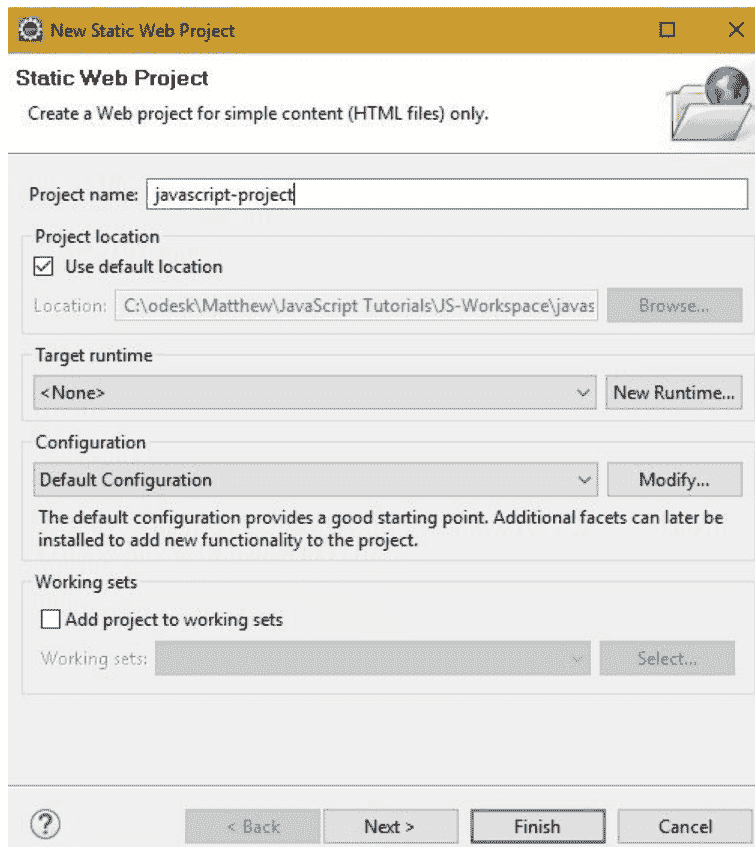 New Static Web Project
Static Web Project
Create a Web project for simple content (HTML files) only.
Project name: javascript-project
Project location
Use default location
Location: C:\odesk\Matthew\JavaScript Tutorials\JS-Workspace\javas Browse...
Target runtime
<None> New Runtime...
Configuration
Default Configuration Modify...
The default configuration provides a good starting point. Additional facets can later be
installed to add new functionality to the project.
Working sets
Add project to working sets
Working sets: Select...
? < Back Next > Finish Cancel